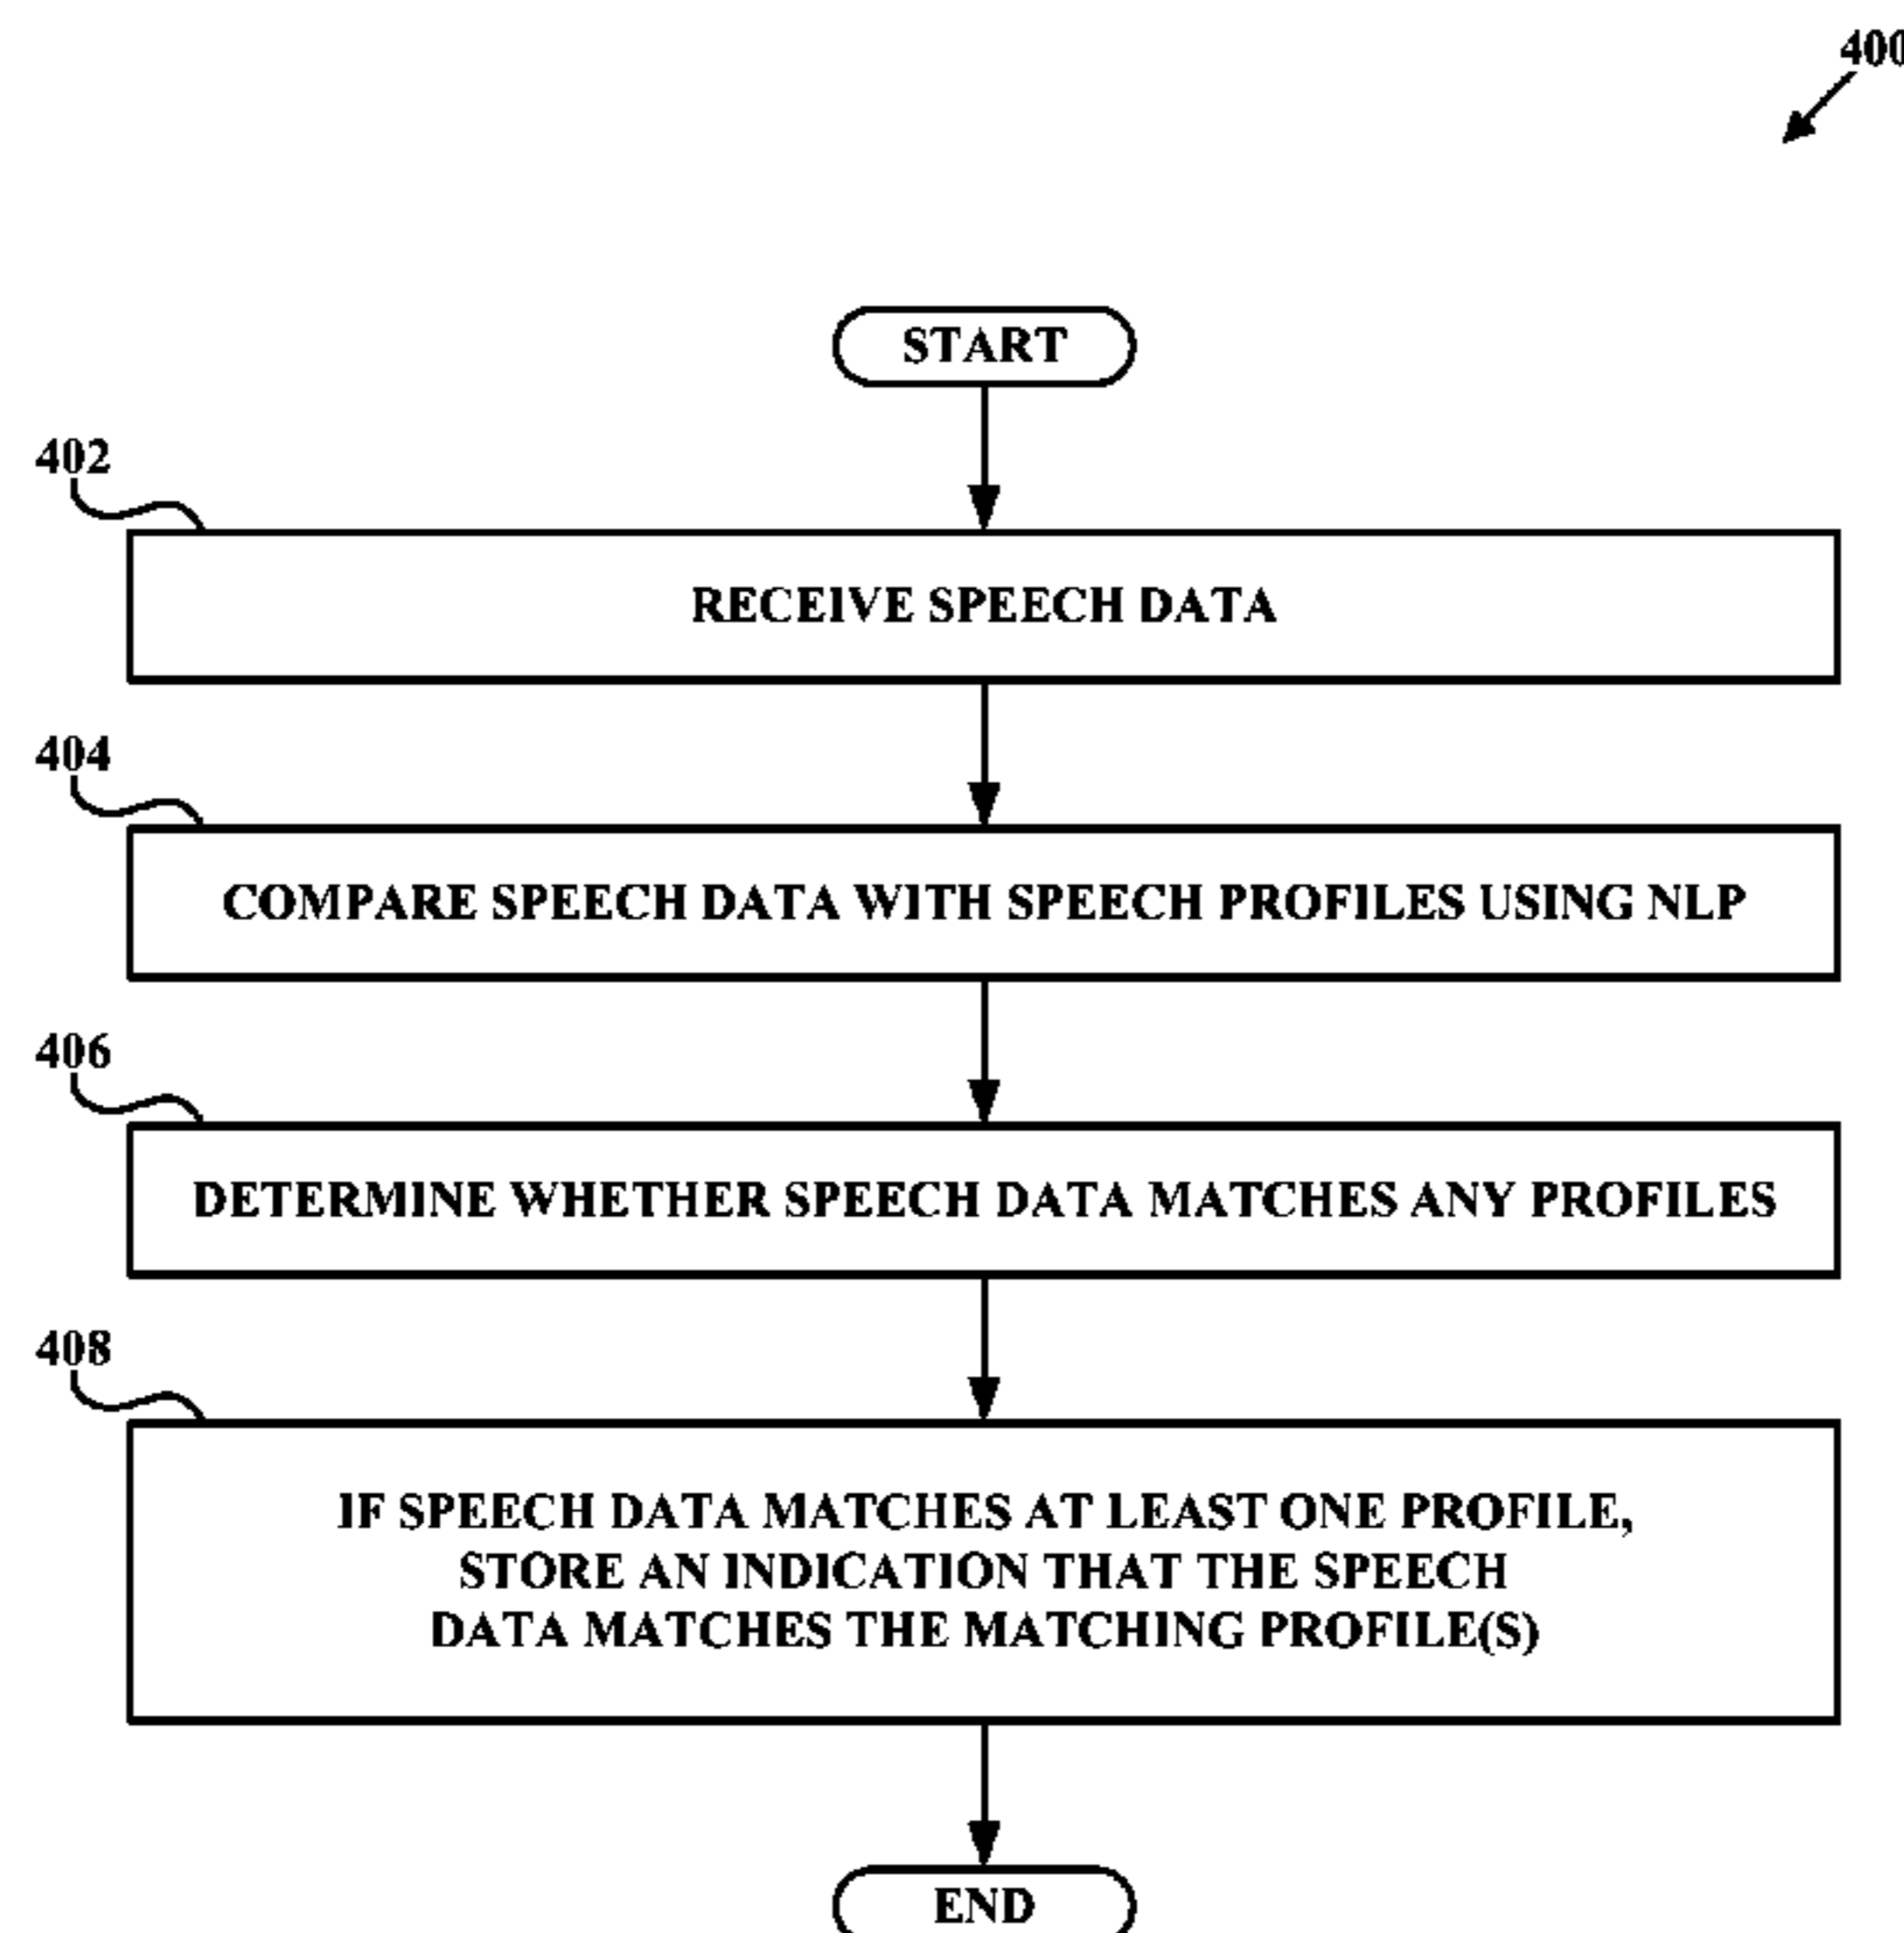 400
START
402
RECEIVE SPEECH DATA
404
COMPARE SPEECH DATA WITH SPEECH PROFILES USING NLP
406
DETERMINE WHETHER SPEECH DATA MATCHES ANY PROFILES
408
IF SPEECH DATA MATCHES AT LEAST ONE PROFILE,
STORE AN INDICATION THAT THE SPEECH
DATA MATCHES THE MATCHING PROFILE(S)
END